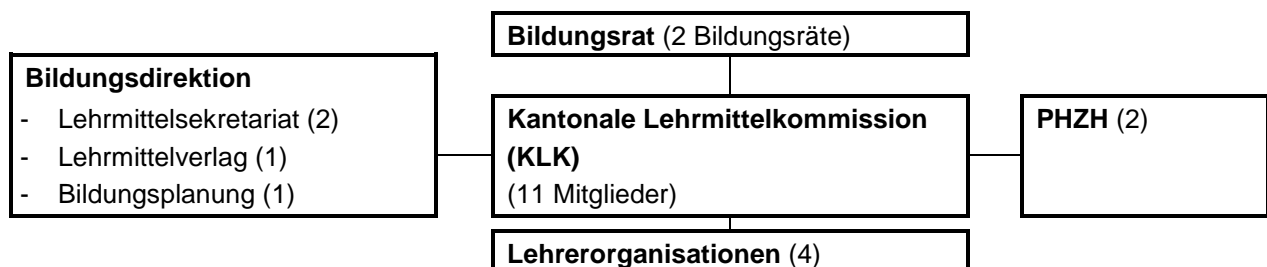 Bildungsrat (2 Bildungsräte)
Bildungsdirektion
- Lehrmittelsekretariat (2)
- Lehrmittelverlag (1)
- Bildungsplanung (1)
Kantonale Lehrmittelkommission
(KLK)
(11 Mitglieder)
PHZH (2)
Lehrerorganisationen (4)